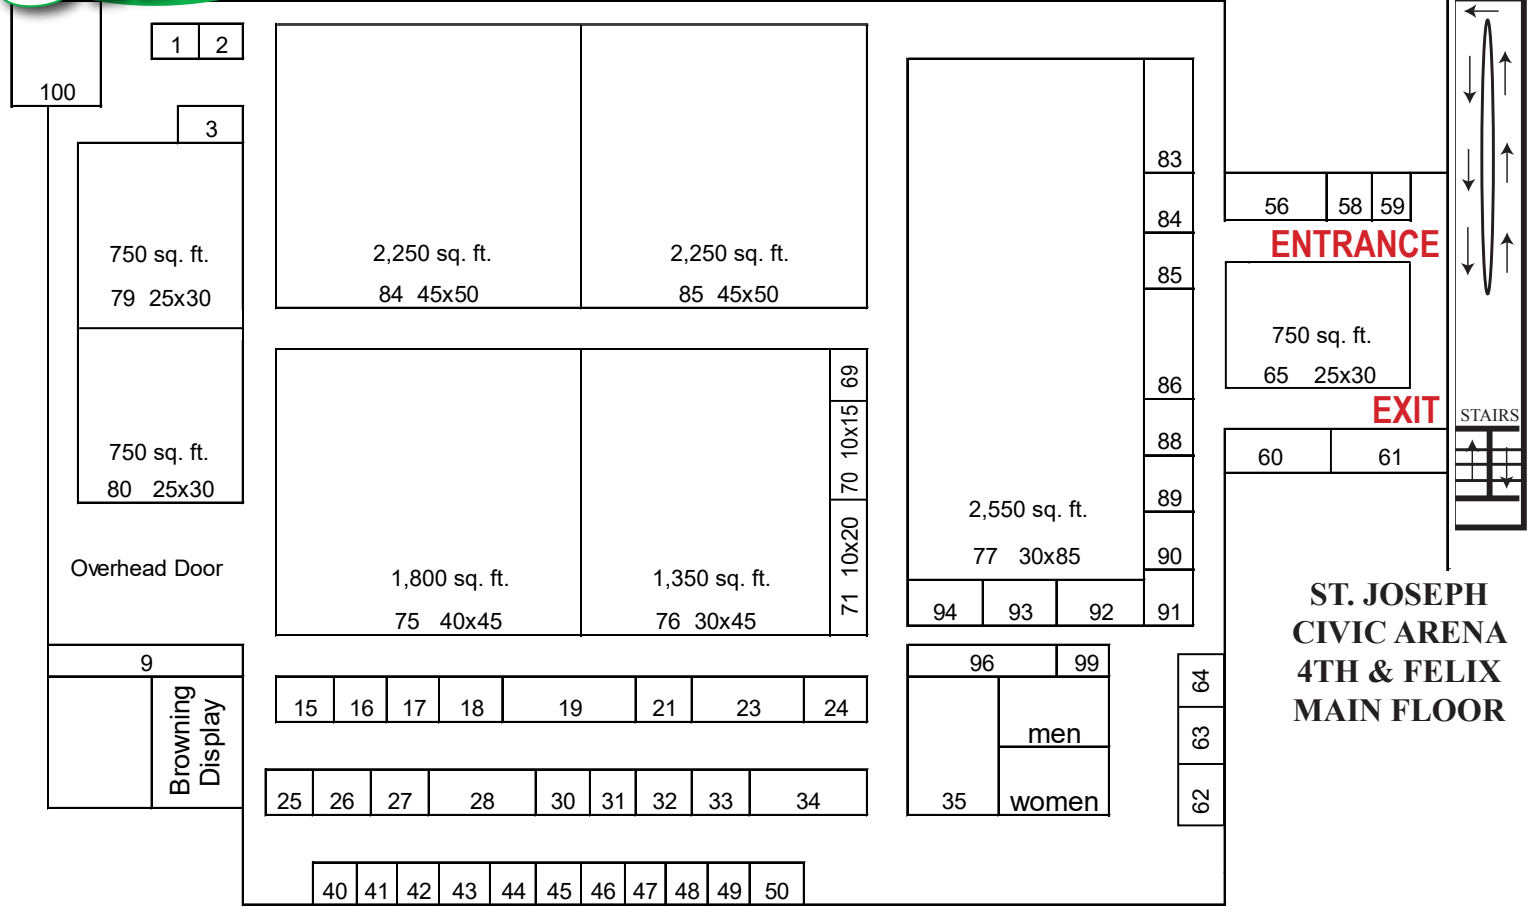 100
1 2
3
750 sq. ft.
79 25x30
750 sq. ft.
80 25x30
Overhead Door
9
Browning
Display
2,250 sq. ft.
84 45x50
2,250 sq. ft.
85 45x50
1,800 sq. ft.
75 40x45
1,350 sq. ft.
76 30x45
69
70 10x15
71 10x20
2,550 sq. ft.
77 30x85
83
84
85
86
88
89
90
91
94 93 92
56 58 59
ENTRANCE
750 sq. ft.
65 25x30
EXIT
STAIRS
60 61
ST. JOSEPH
CIVIC ARENA
4TH & FELIX
MAIN FLOOR
15 16 17 18 19 21 23 24
25 26 27 28 30 31 32 33 34
40 41 42 43 44 45 46 47 48 49 50
96 99
men
35 women
64
63
62